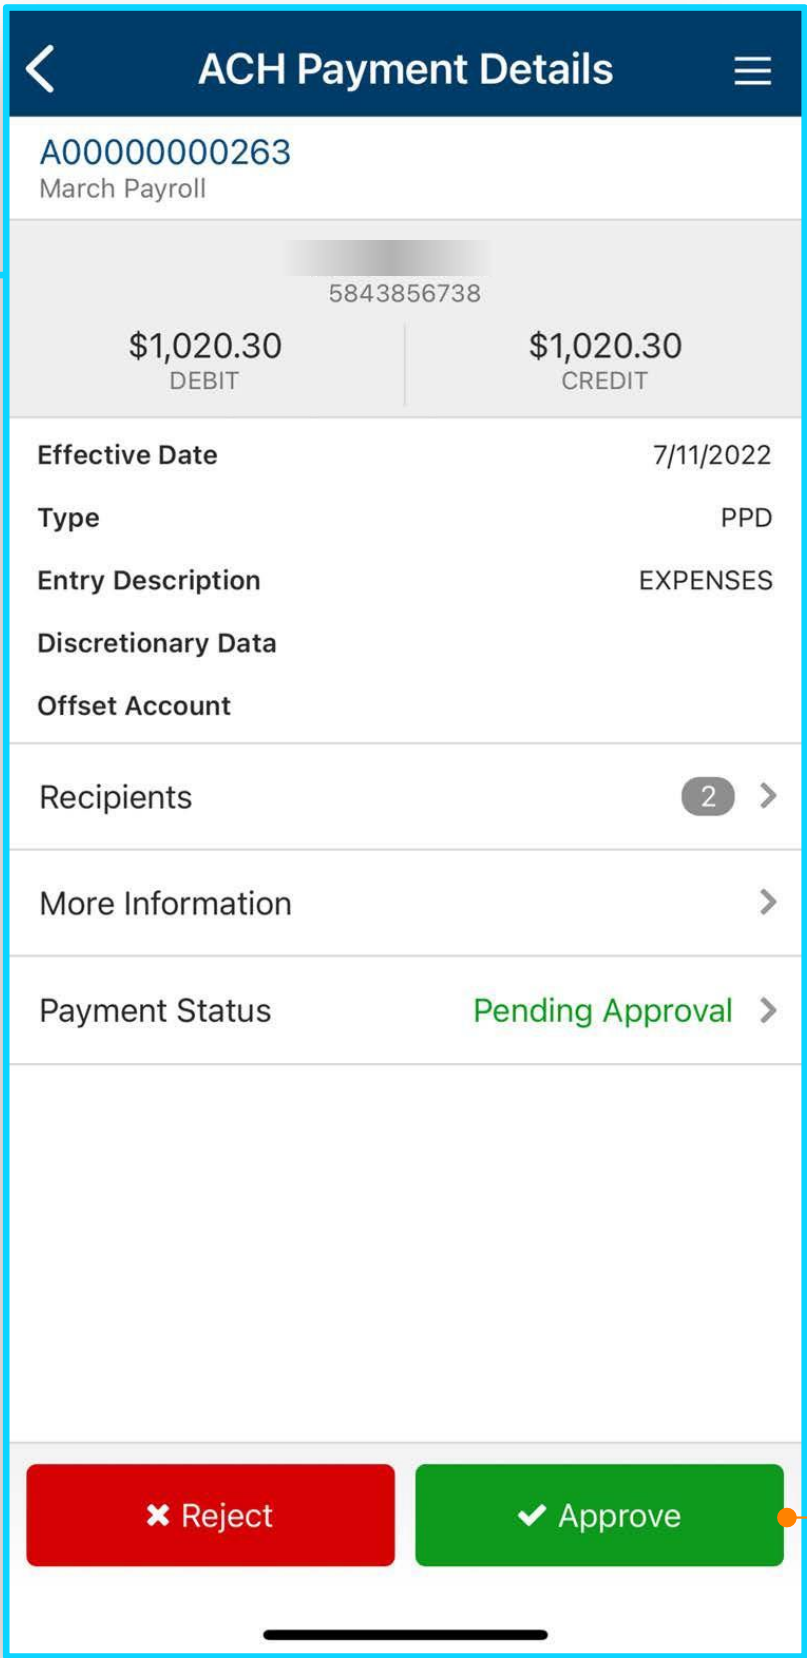 ACH Payment Details
A00000000263
March Payroll
5843856738
$1,020.30 $1,020.30
DEBIT CREDIT
Effective Date 7/11/2022
Type PPD
Entry Description EXPENSES
Discretionary Data
Offset Account
Recipients 2
More Information
Payment Status Pending Approval
Reject Approve